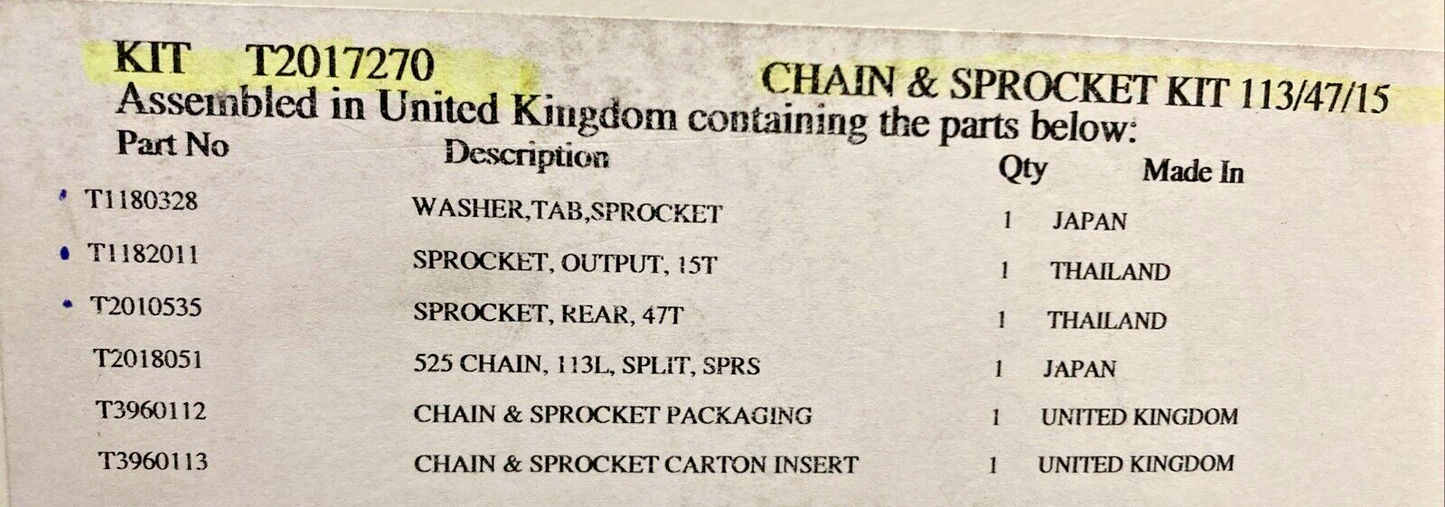 KIT T2017270 CHAIN & SPROCKET KIT 113/47/15
Assembled in United Kingdom containing the parts below:
Part No Description Qty Made In
T1180328 WASHER,TAB,SPROCKET 1 JAPAN
T1182011 SPROCKET, OUTPUT, 15T 1 THAILAND
T2010535 SPROCKET, REAR, 47T 1 THAILAND
T2018051 525 CHAIN, 113L, SPLIT, SPRS 1 JAPAN
T3960112 CHAIN & SPROCKET PACKAGING 1 UNITED KINGDOM
T3960113 CHAIN & SPROCKET CARTON INSERT 1 UNITED KINGDOM